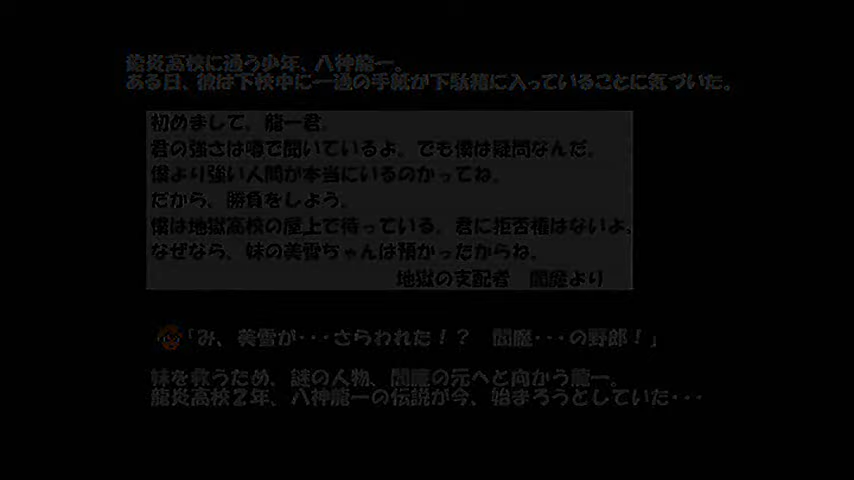 龍炎高校に通う少年、八神龍一。
ある日、彼は下校中に一通の手紙が下駄箱に入っていることに気づいた。
初めまして。龍一君。
君の強さは噂で聞いているよ。でも僕は疑問なんだ。
僕より強い人間が本当にいるのかってね。
だから、勝負をしよう。
僕は地獄高校の屋上で待っている。君に拒否権はないよ。
なぜなら、妹の美雪ちゃんは預かったからね。
地獄の支配者　閻魔より
「み、美雪が・・・さらわれた！？　閻魔・・・の野郎！」
妹を救うため、謎の人物、閻魔の元へと向かう龍一。
龍炎高校２年、八神龍一の伝説が今、始まろうとしていた・・・